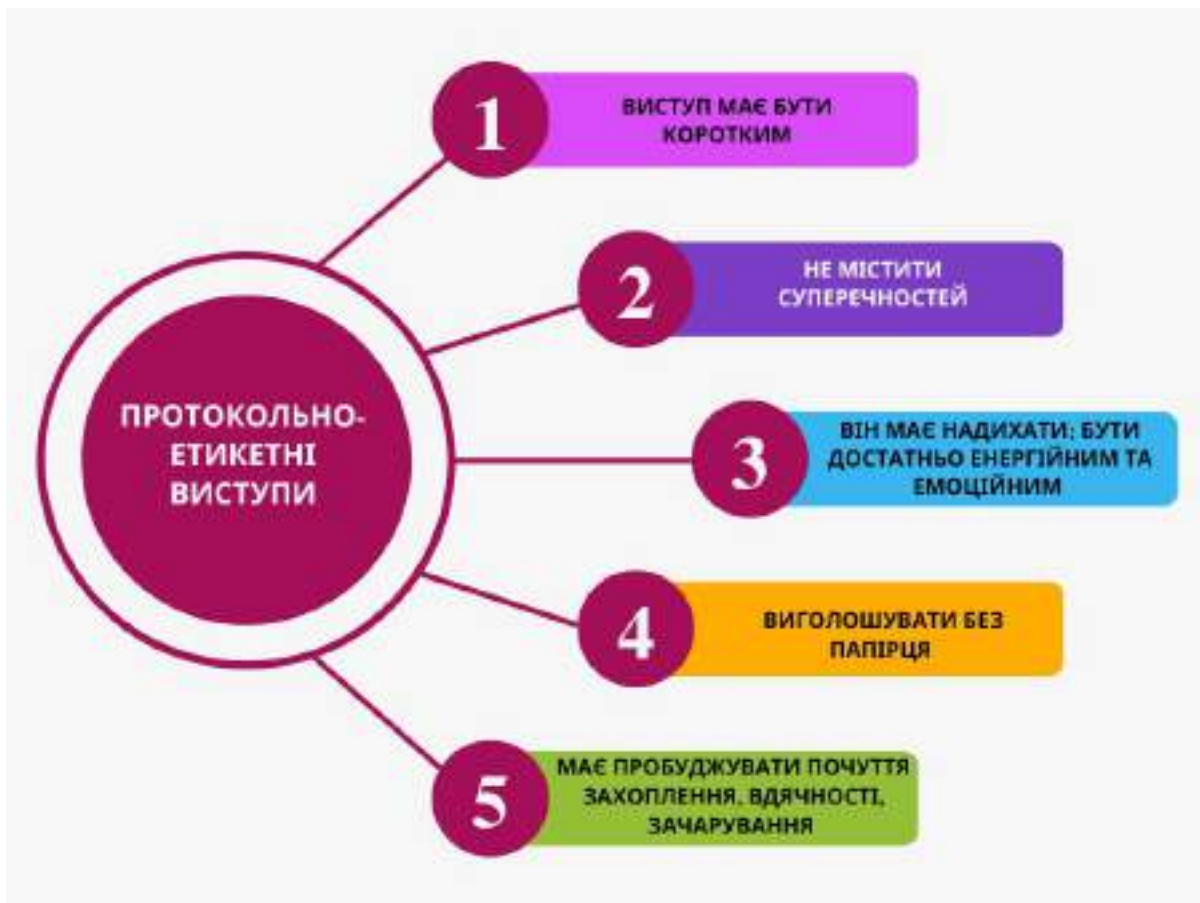 1
ВИСТУП МАЄ БУТИ
КОРОТКИМ
2
НЕ МІСТИТИ
СУПЕРЕЧНОСТЕЙ
ПРОТОКОЛЬНО-
ЕТИКЕТНІ
ВИСТУПИ
3
ВІН МАЄ НАДИХАТИ; БУТИ
ДОСТАТНЬО ЕНЕРГІЙНИМ ТА
ЕМОЦІЙНИМ
4
ВИГОЛОШУВАТИ БЕЗ
ПАПІРЦЯ
5
МАЄ ПРОБУДЖУВАТИ ПОЧУТТЯ
ЗАХОПЛЕННЯ, ВДЯЧНОСТІ,
ЗАЧАРУВАННЯ